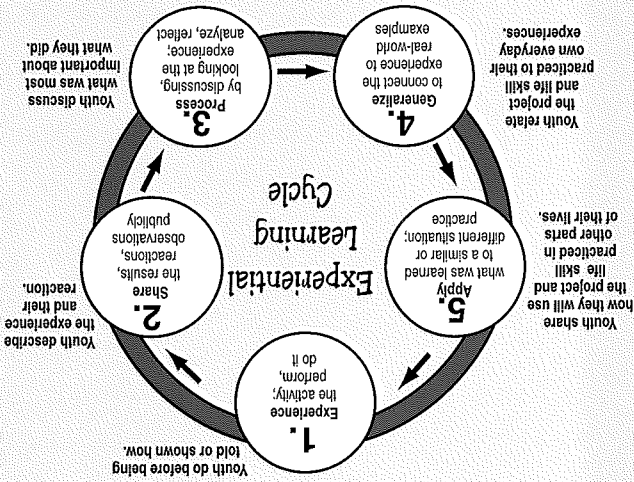 Youth do before being
told or shown how.
1.
Experience
the activity;
perform,
do it
Youth describe
the experience
and their
reaction.
2.
Share
the results,
reactions,
observations
publicly
Youth discuss
what was most
important about
what they did.
3.
Process
by discussing,
looking at the
experience;
analyze, reflect
Youth relate
the project
and life skill
practiced to their
own everyday
experiences.
4.
Generalize
to connect the
experience to
real-world
examples
Youth share
how they will use
the project and
life skill
practiced in
other parts
of their lives.
5.
Apply
what was learned
to a similar or
different situation;
practice
Experiential
Learning
Cycle